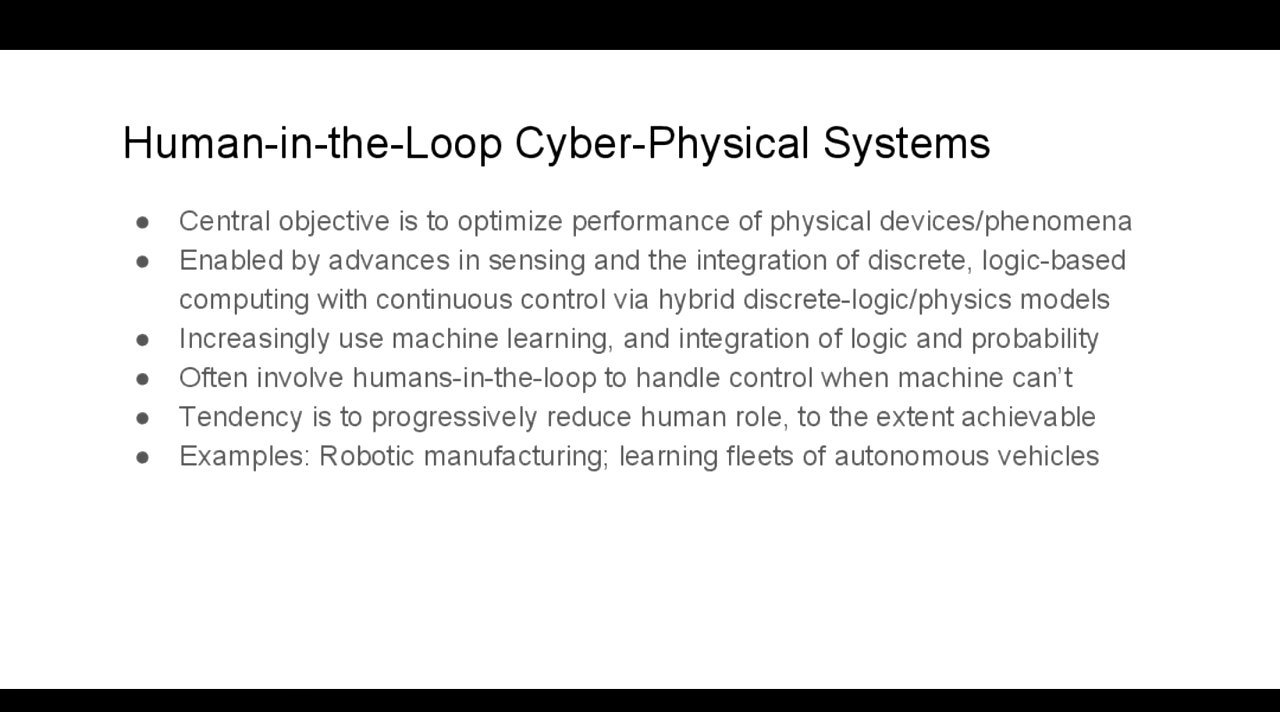 Human-in-the-Loop Cyber-Physical Systems
● Central objective is to optimize performance of physical devices/phenomena
● Enabled by advances in sensing and the integration of discrete, logic-based
computing with continuous control via hybrid discrete-logic/physics models
● Increasingly use machine learning, and integration of logic and probability
● Often involve humans-in-the-loop to handle control when machine can’t
● Tendency is to progressively reduce human role, to the extent achievable
● Examples: Robotic manufacturing; learning fleets of autonomous vehicles